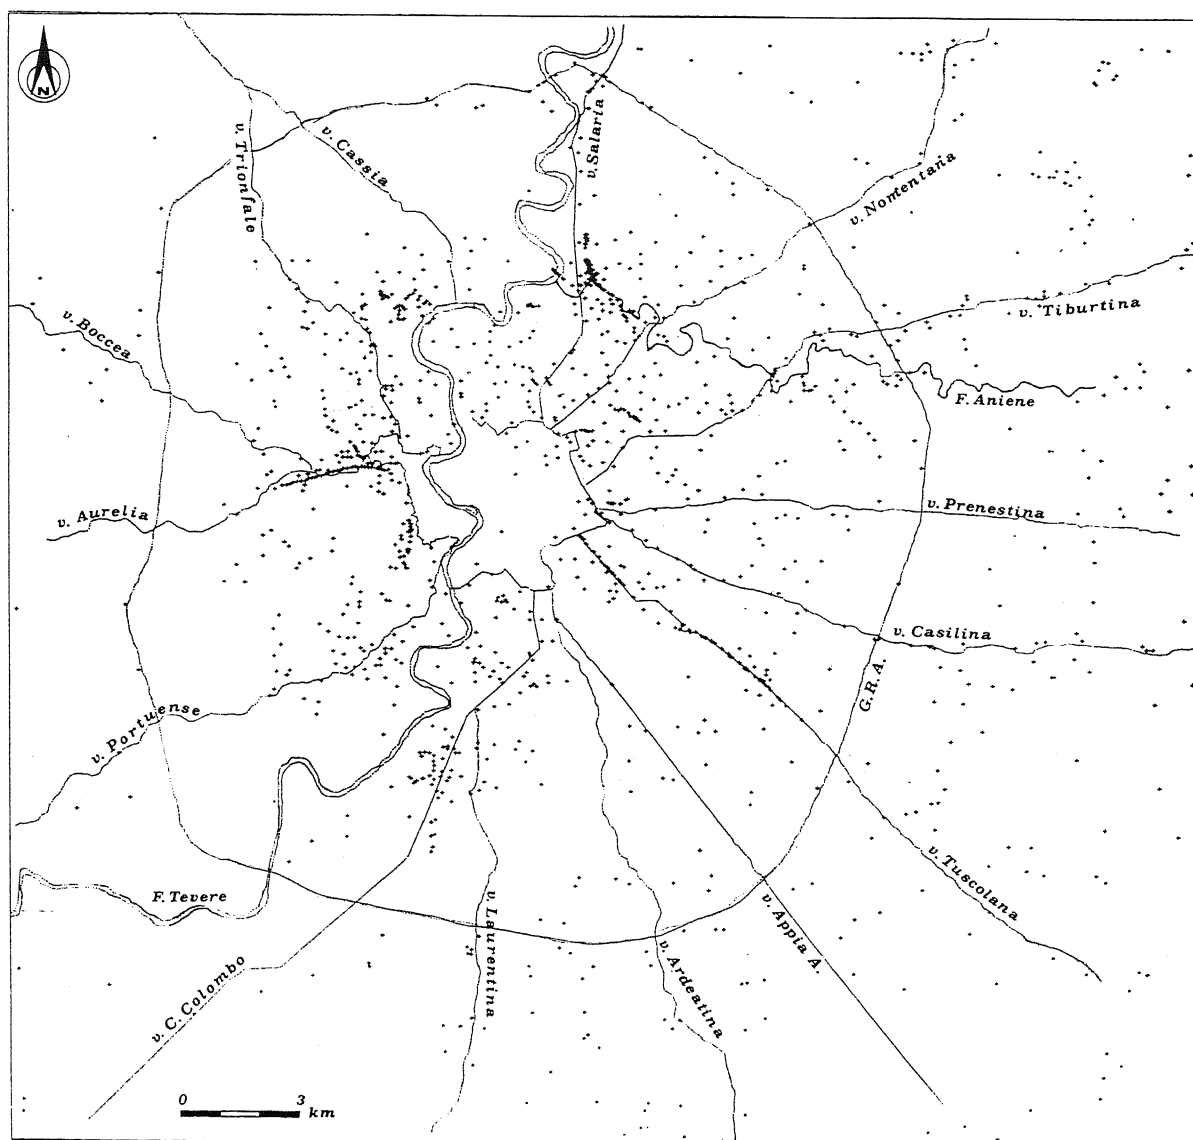 N
v. Trionfale
v. Cassia
v. Salaria
v. Nomentana
v. Tiburtina
v. Boccea
F. Aniene
v. Aurelia
v. Prenestina
v. Casilina
G.R.A.
v. Portuense
F. Tevere
v. Tuscolana
v. Appia A.
v. Laurentina
v. Ardeatina
v. C. Colombo
0 3
km